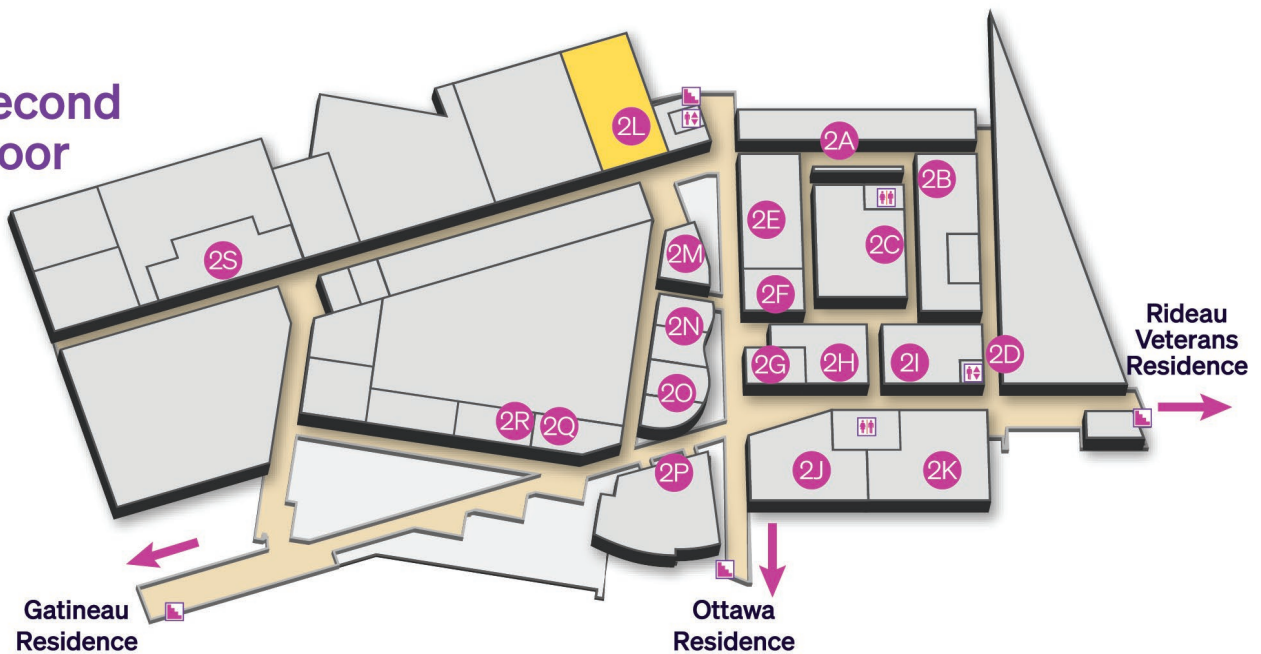 econd
oor
2L
2A
2B
2E
2C
2M
2S
2F
2N
2D
2G
2H
2I
2O
2R
2Q
2P
2J
2K
Rideau
Veterans
Residence
Gatineau
Residence
Ottawa
Residence